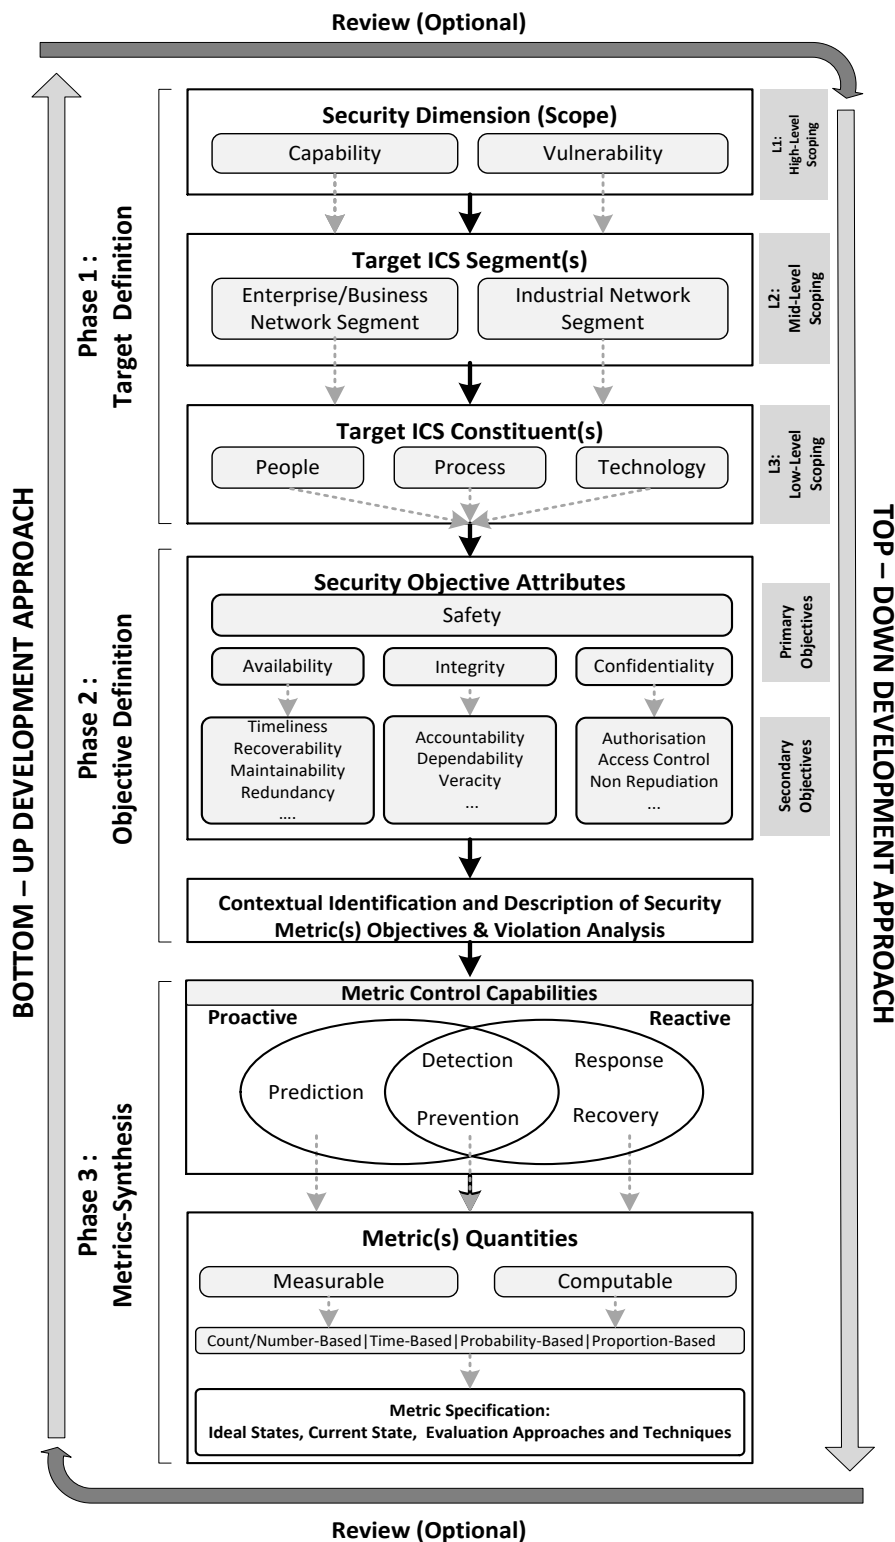 Review (Optional)
BOTTOM – UP DEVELOPMENT APPROACH
TOP – DOWN DEVELOPMENT APPROACH
Phase 1 :
Target  Definition
Security Dimension (Scope)
Capability
Vulnerability
L1:
High-Level
Scoping
Target ICS Segment(s)
Enterprise/Business
Network Segment
Industrial Network
Segment
L2:
Mid-Level
Scoping
Target ICS Constituent(s)
People
Process
Technology
L3:
Low-Level
Scoping
Phase 2 :
Objective Definition
Security Objective Attributes
Safety
Availability
Integrity
Confidentiality
Primary
Objectives
Timeliness
Recoverability
Maintainability
Redundancy
....
Accountability
Dependability
Veracity
...
Authorisation
Access Control
Non Repudiation
...
Secondary
Objectives
Contextual Identification and Description of Security
Metric(s) Objectives & Violation Analysis
Phase 3 :
Metrics-Synthesis
Metric Control Capabilities
Proactive
Reactive
Prediction
Detection
Prevention
Response
Recovery
Metric(s) Quantities
Measurable
Computable
Count/Number-Based|Time-Based|Probability-Based|Proportion-Based
Metric Specification:
Ideal States, Current State,  Evaluation Approaches and Techniques
Review (Optional)